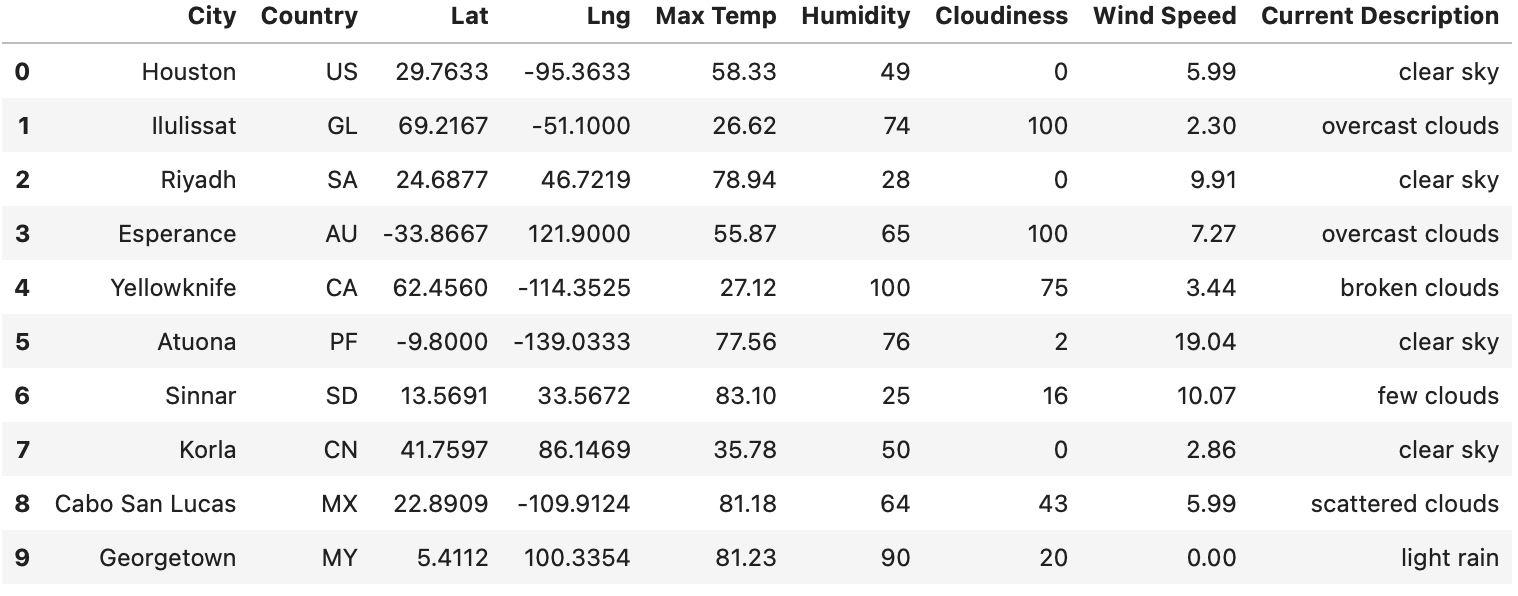 City Country Lat Lng Max Temp Humidity Cloudiness Wind Speed Current Description
0 Houston US 29.7633 -95.3633 58.33 49 0 5.99 clear sky
1 Ilulissat GL 69.2167 -51.1000 26.62 74 100 2.30 overcast clouds
2 Riyadh SA 24.6877 46.7219 78.94 28 0 9.91 clear sky
3 Esperance AU -33.8667 121.9000 55.87 65 100 7.27 overcast clouds
4 Yellowknife CA 62.4560 -114.3525 27.12 100 75 3.44 broken clouds
5 Atuona PF -9.8000 -139.0333 77.56 76 2 19.04 clear sky
6 Sinnar SD 13.5691 33.5672 83.10 25 16 10.07 few clouds
7 Korla CN 41.7597 86.1469 35.78 50 0 2.86 clear sky
8 Cabo San Lucas MX 22.8909 -109.9124 81.18 64 43 5.99 scattered clouds
9 Georgetown MY 5.4112 100.3354 81.23 90 20 0.00 light rain